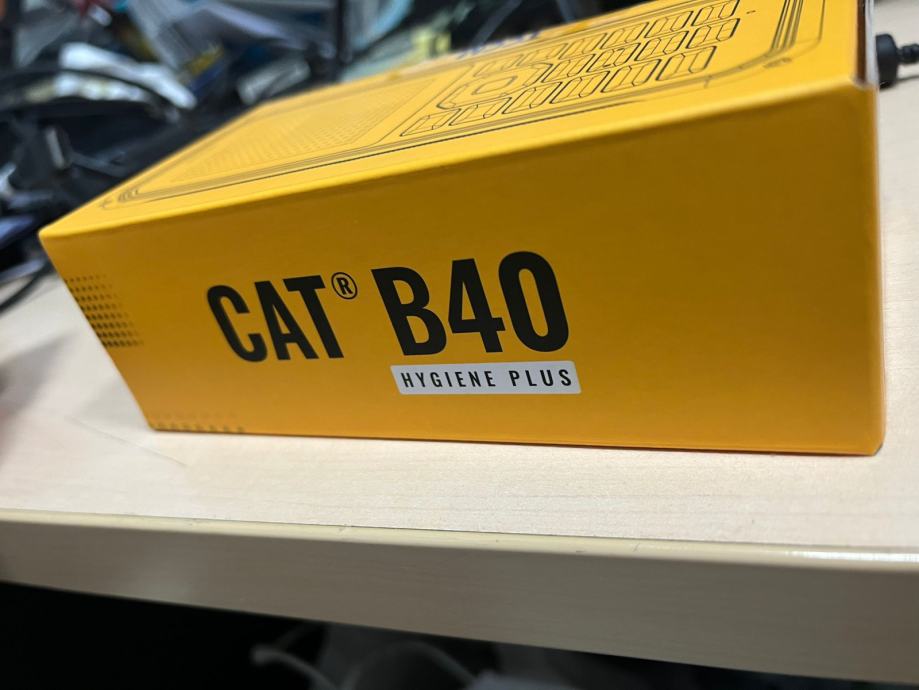 CAT® B40
HYGIENE PLUS